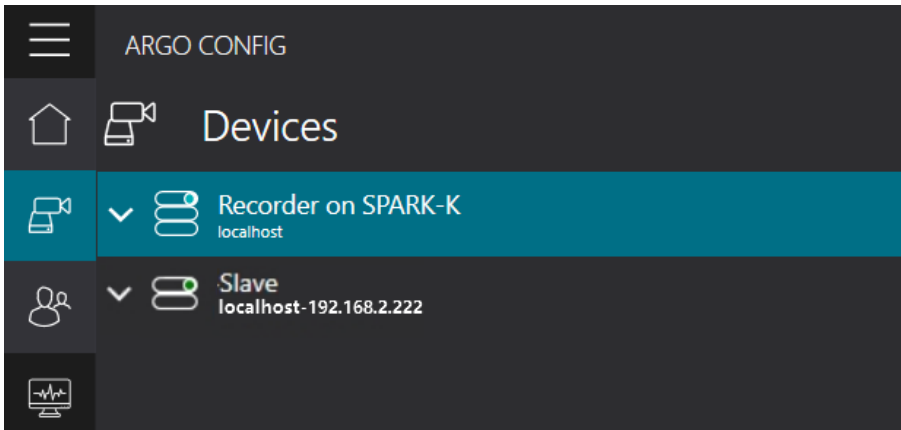 ARGO CONFIG
Devices
Recorder on SPARK-K
localhost
Slave
localhost-192.168.2.222